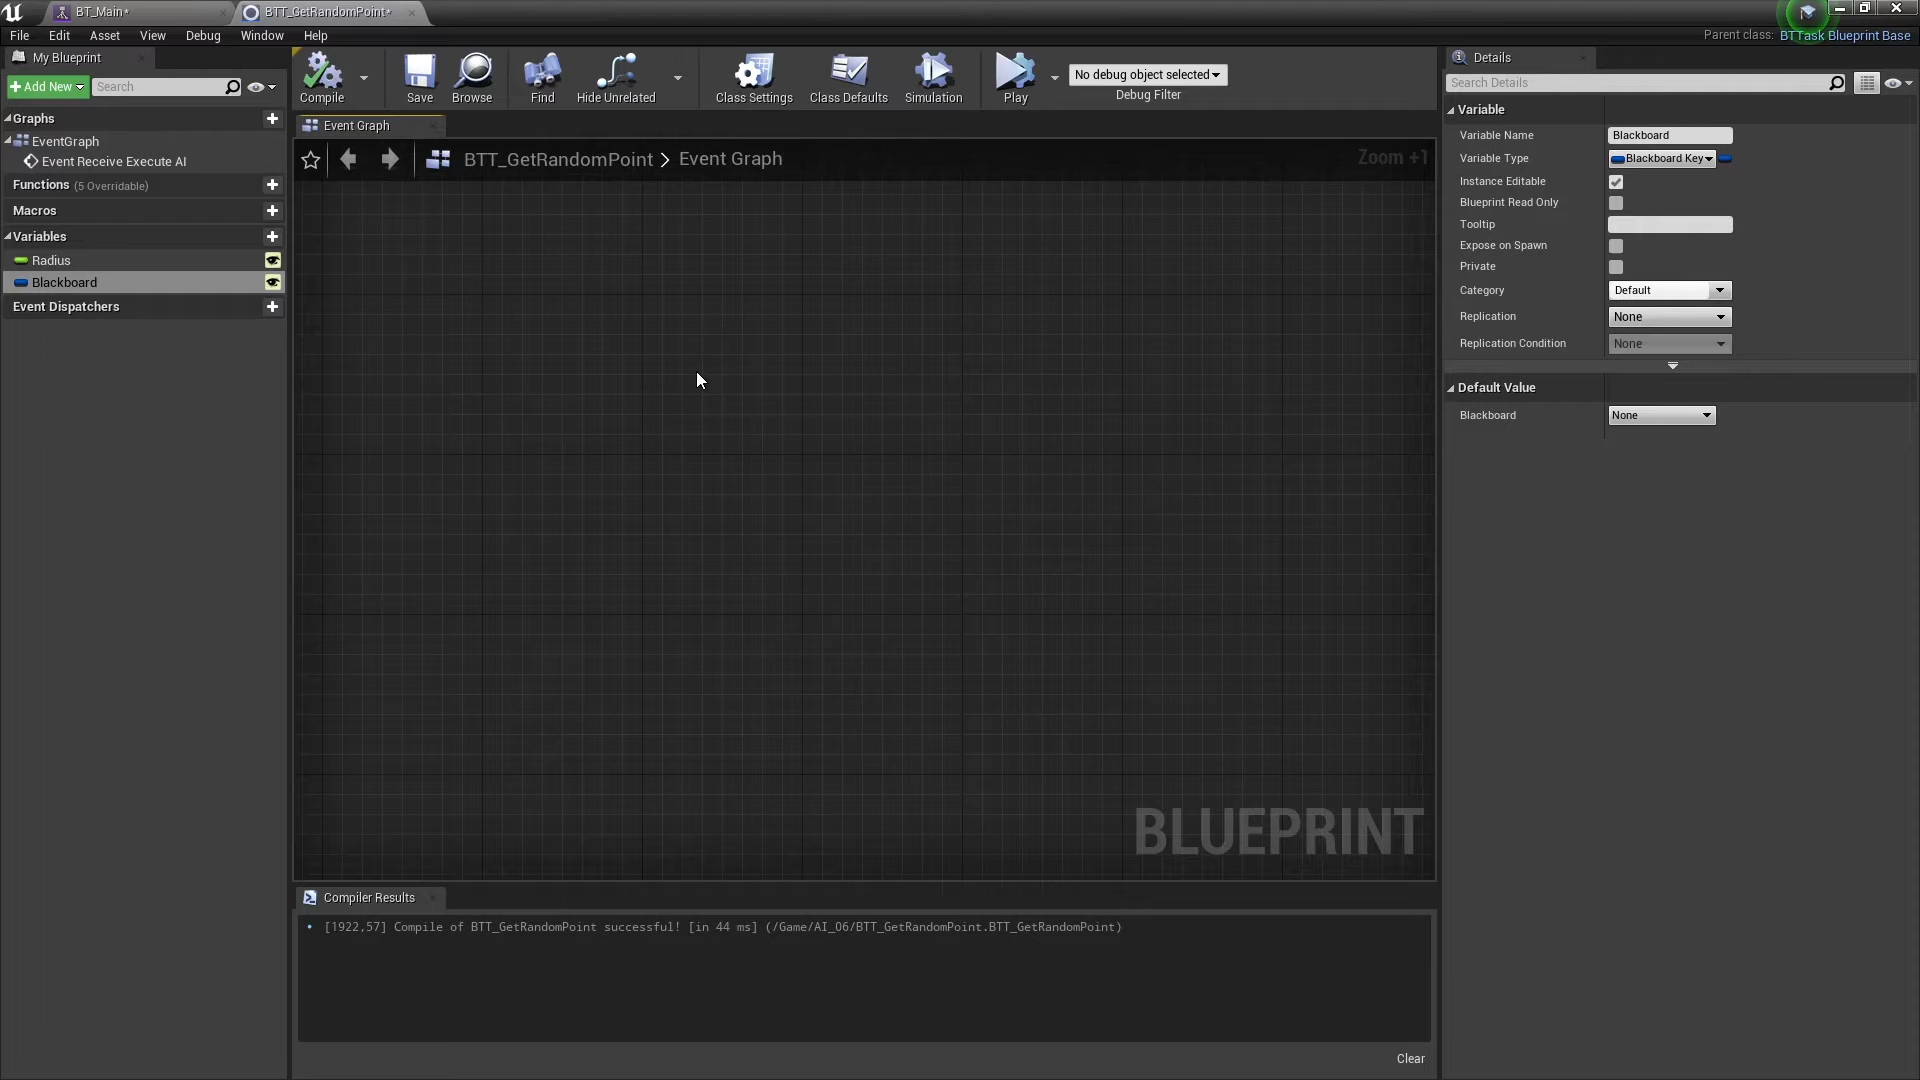 BT_Main*
BTT_GetRandomPoint*
File Edit Asset View Debug Window Help
Parent class: BTTask Blueprint Base
My Blueprint
Add New
Search
Graphs
EventGraph
Event Receive Execute AI
Functions (5 Overridable)
Macros
Variables
Radius
Blackboard
Event Dispatchers
Compile
Save
Browse
Find
Hide Unrelated
Class Settings
Class Defaults
Simulation
Play
No debug object selected
Debug Filter
Event Graph
BTT_GetRandomPoint > Event Graph
Zoom +1
BLUEPRINT
Compiler Results
• [1922,57] Compile of BTT_GetRandomPoint successful! [in 44 ms] (/Game/AI_06/BTT_GetRandomPoint.BTT_GetRandomPoint)
Clear
Details
Search Details
Variable
Variable Name Blackboard
Variable Type Blackboard Key
Instance Editable
Blueprint Read Only
Tooltip
Expose on Spawn
Private
Category Default
Replication None
Replication Condition None
Default Value
Blackboard None